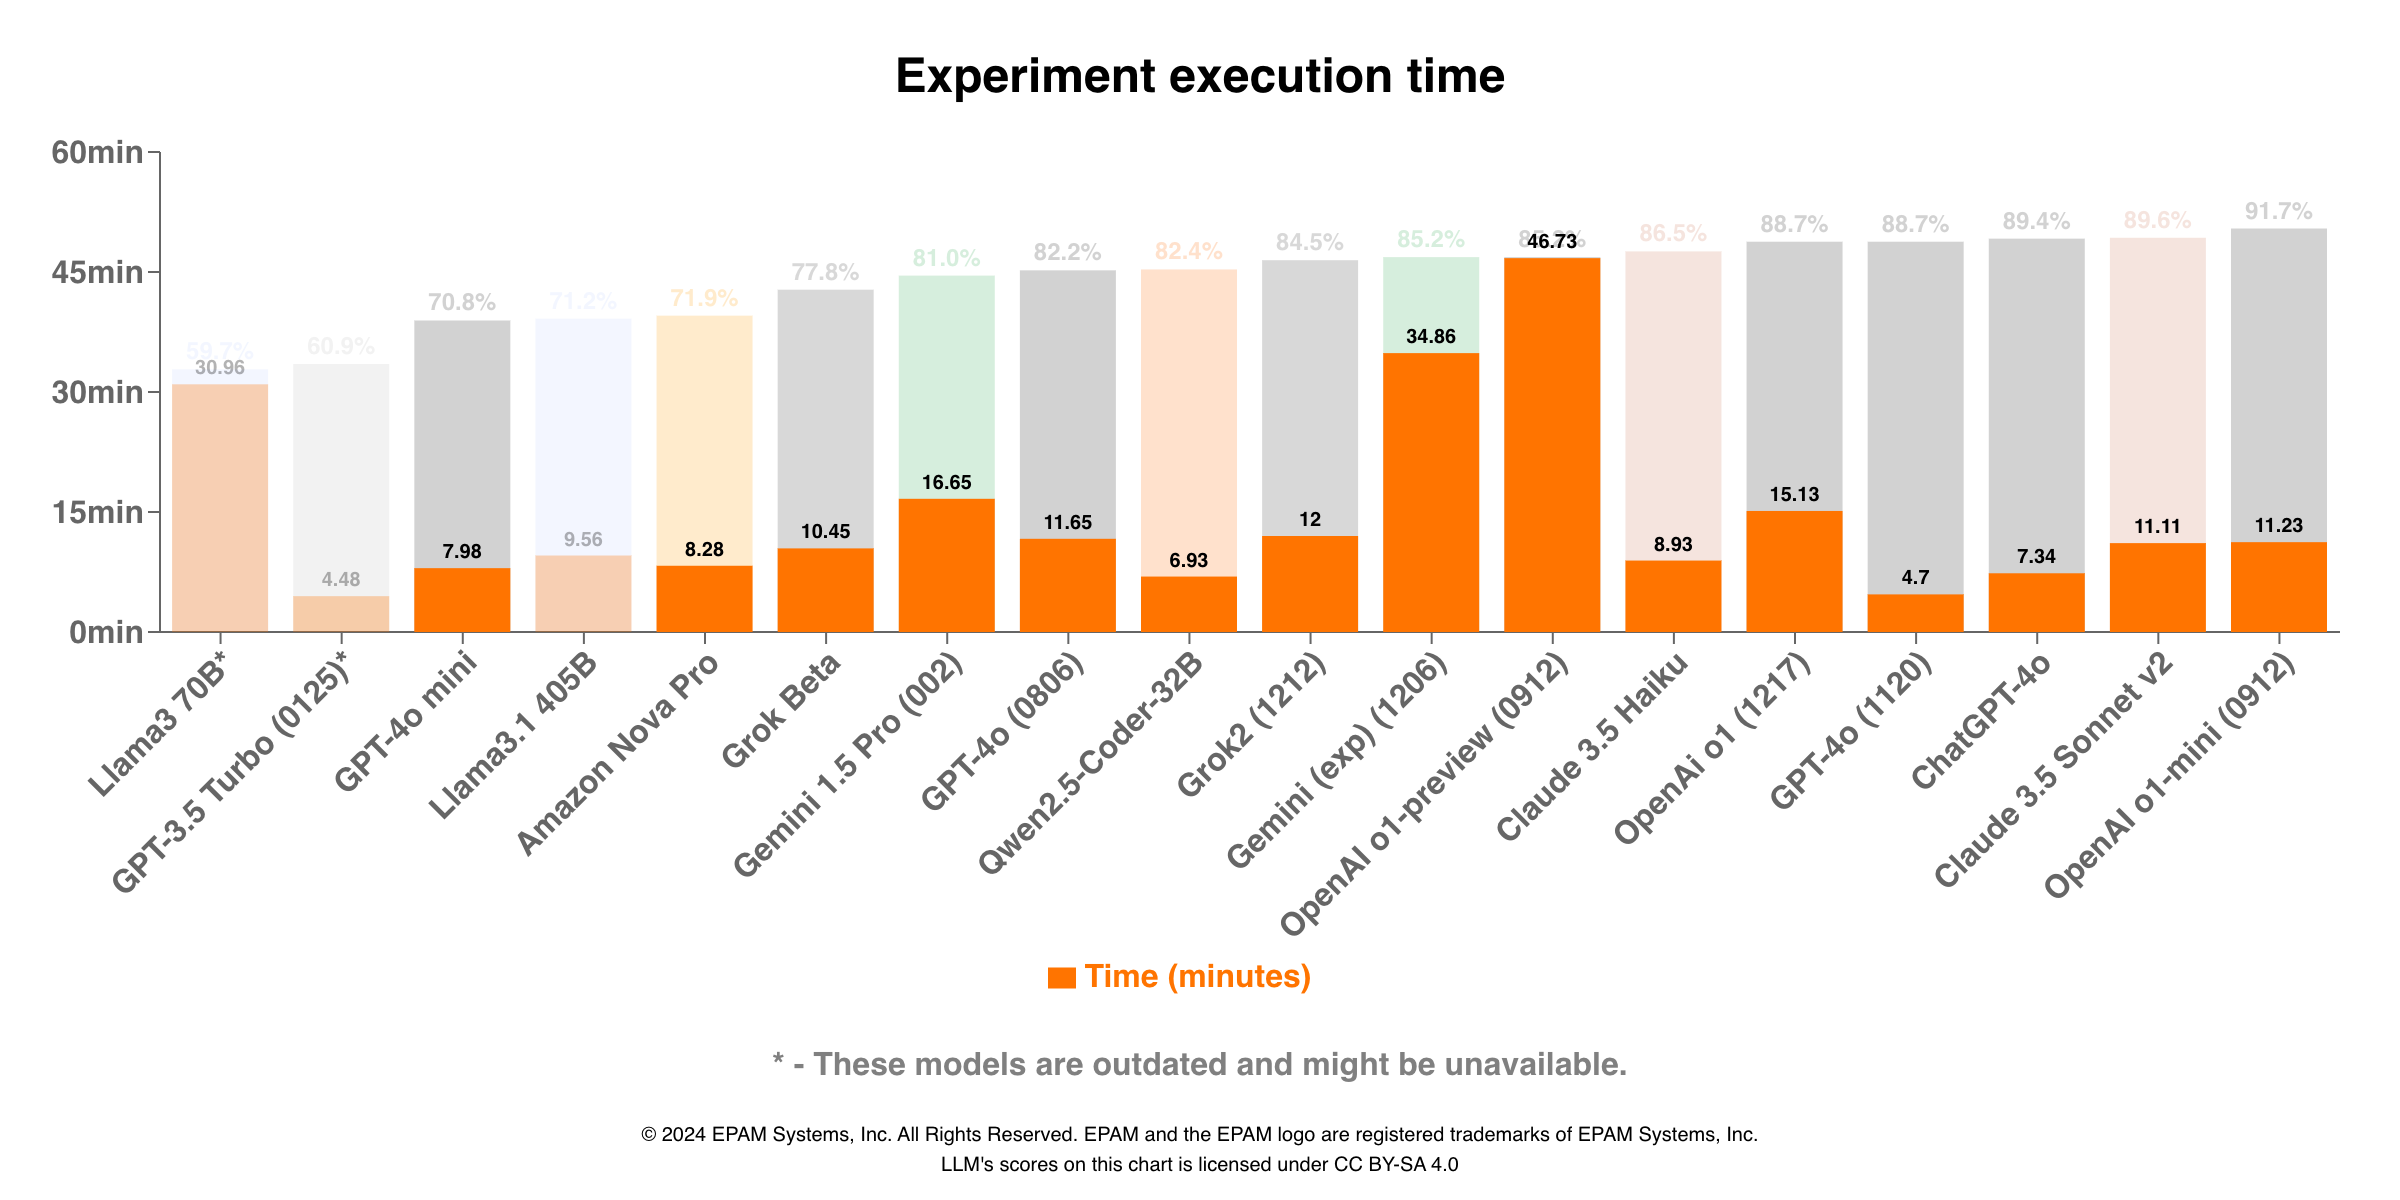 Experiment execution time
60min
45min
30min
15min
0min
59.7%
30.96
60.9%
4.48
70.8%
7.98
71.2%
9.56
71.9%
8.28
77.8%
10.45
81.0%
16.65
82.2%
11.65
82.4%
6.93
84.5%
12
85.2%
34.86
46.73
86.5%
8.93
88.7%
15.13
88.7%
4.7
89.4%
7.34
89.6%
11.11
91.7%
11.23
Llama3 70B*
GPT-3.5 Turbo (0125)*
GPT-4o mini
Llama3.1 405B
Amazon Nova Pro
Grok Beta
Gemini 1.5 Pro (002)
GPT-4o (0806)
Qwen2.5-Coder-32B
Grok2 (1212)
Gemini (exp) (1206)
OpenAI o1-preview (0912)
Claude 3.5 Haiku
OpenAi o1 (1217)
GPT-4o (1120)
ChatGPT-4o
Claude 3.5 Sonnet v2
OpenAI o1-mini (0912)
Time (minutes)
* - These models are outdated and might be unavailable.
© 2024 EPAM Systems, Inc. All Rights Reserved. EPAM and the EPAM logo are registered trademarks of EPAM Systems, Inc.
LLM's scores on this chart is licensed under CC BY-SA 4.0